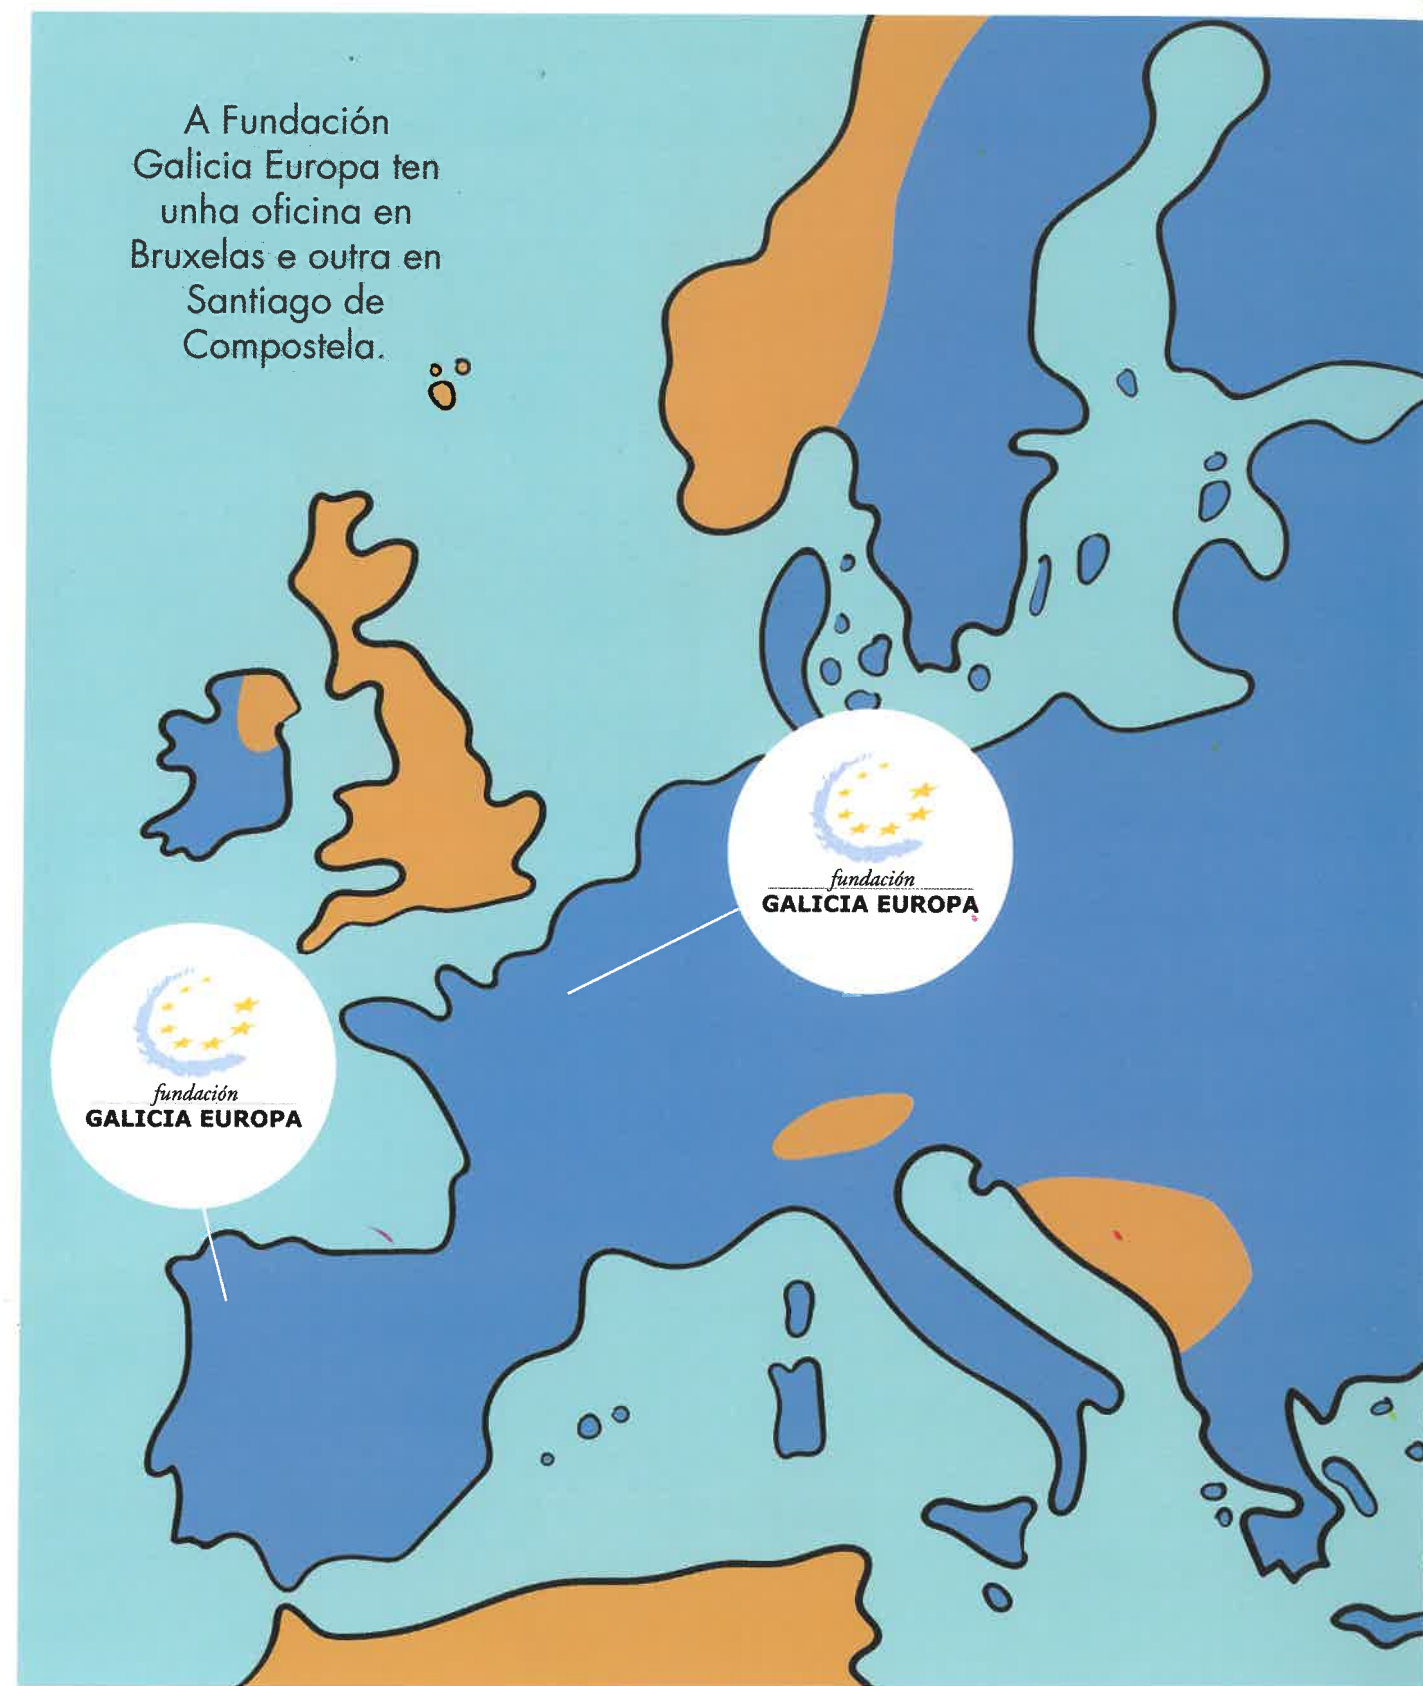 A Fundación
Galicia Europa ten
unha oficina en
Bruxelas e outra en
Santiago de
Compostela.
fundación
GALICIA EUROPA
fundación
GALICIA EUROPA